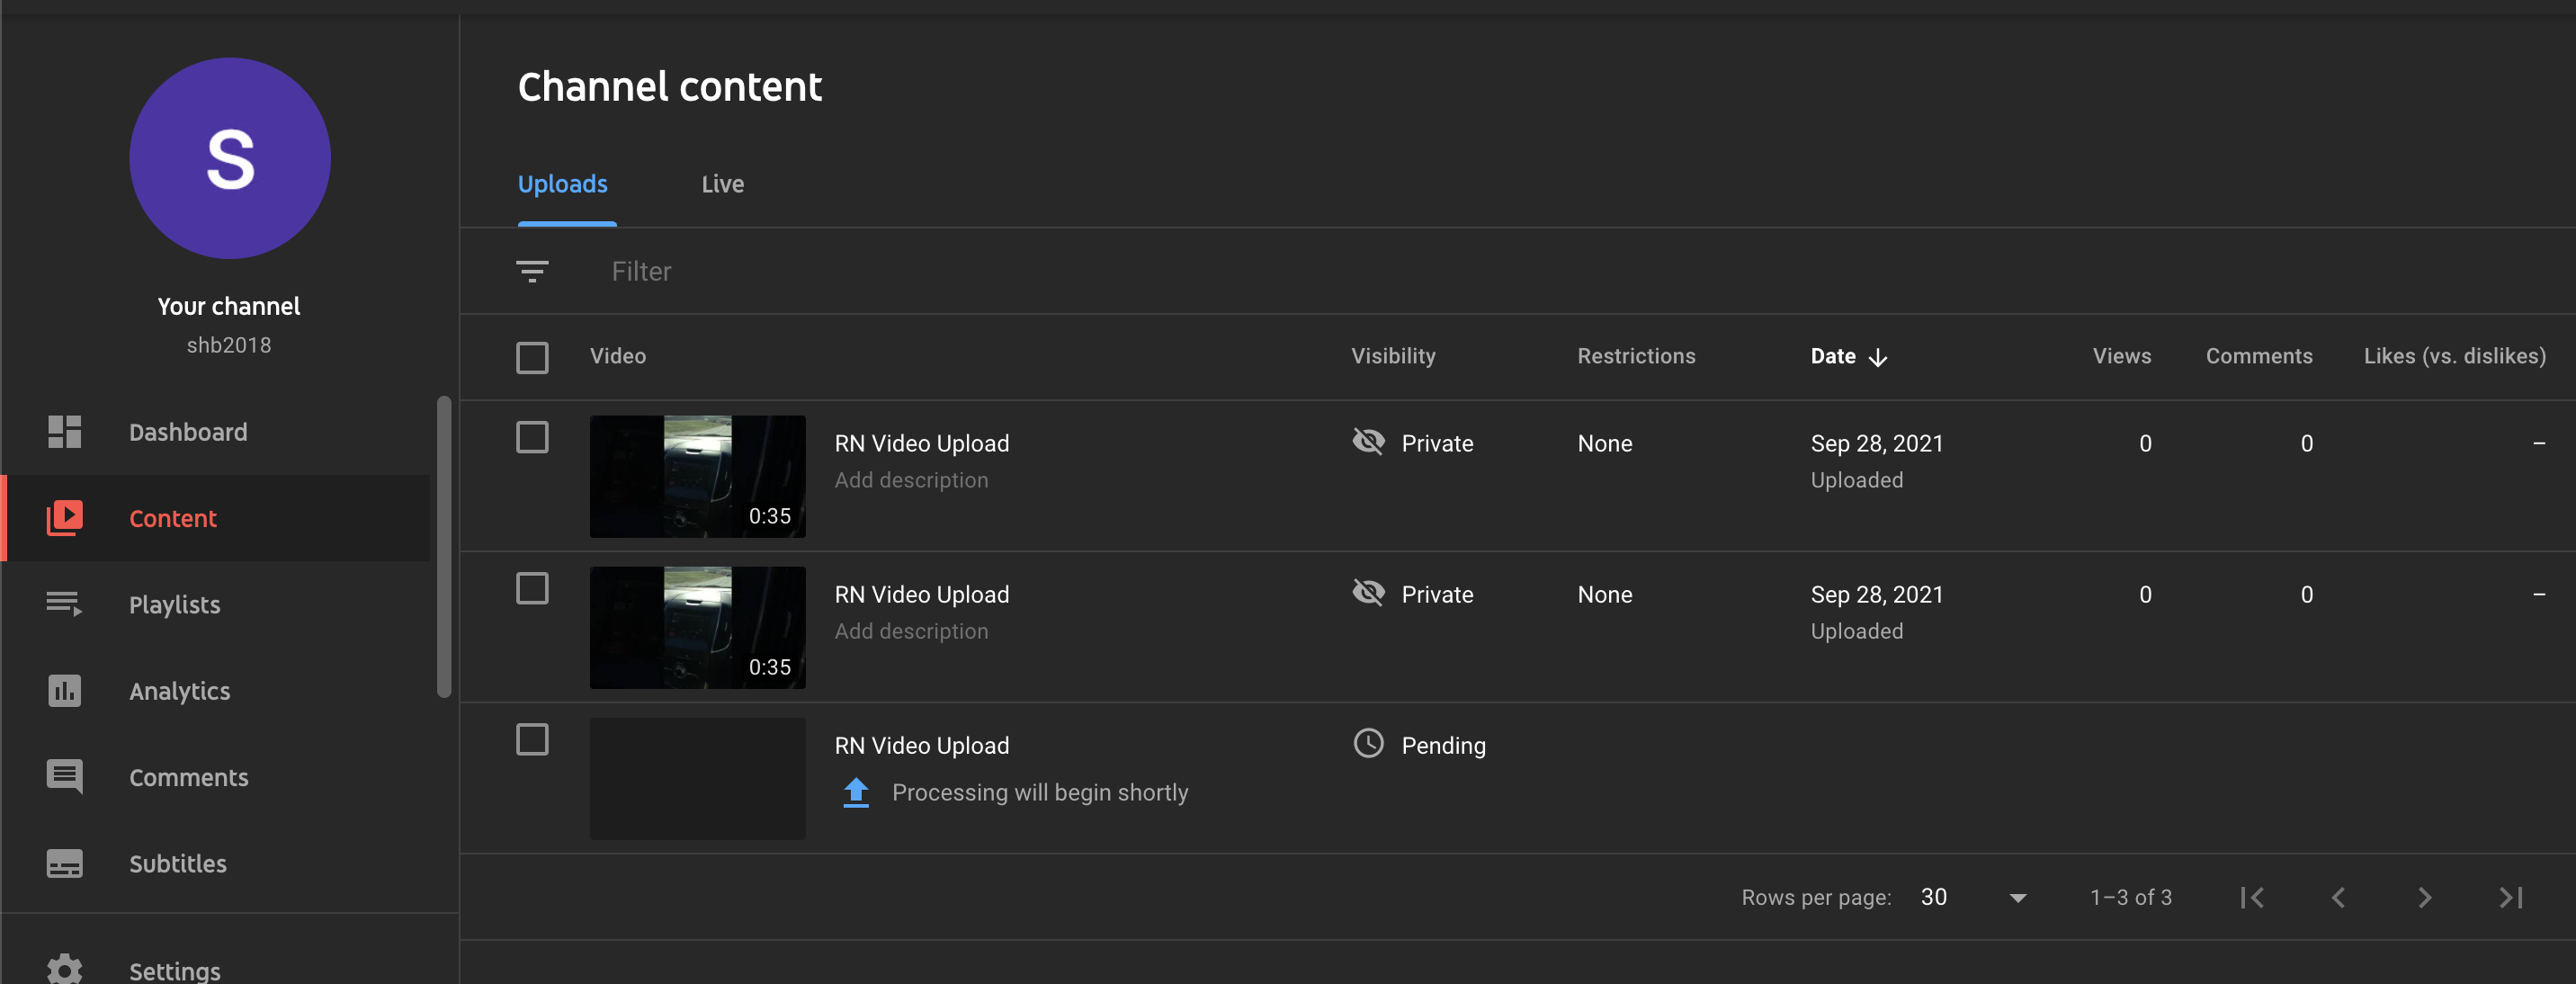 S
Your channel
shb2018
Dashboard
Content
Playlists
Analytics
Comments
Subtitles
Settings
Channel content
Uploads Live
Filter
Video Visibility Restrictions Date Views Comments Likes (vs. dislikes)
RN Video Upload Private None Sep 28, 2021 0 0 –
Add description Uploaded
0:35
RN Video Upload Private None Sep 28, 2021 0 0 –
Add description Uploaded
0:35
RN Video Upload Pending
Processing will begin shortly
Rows per page: 30 1–3 of 3